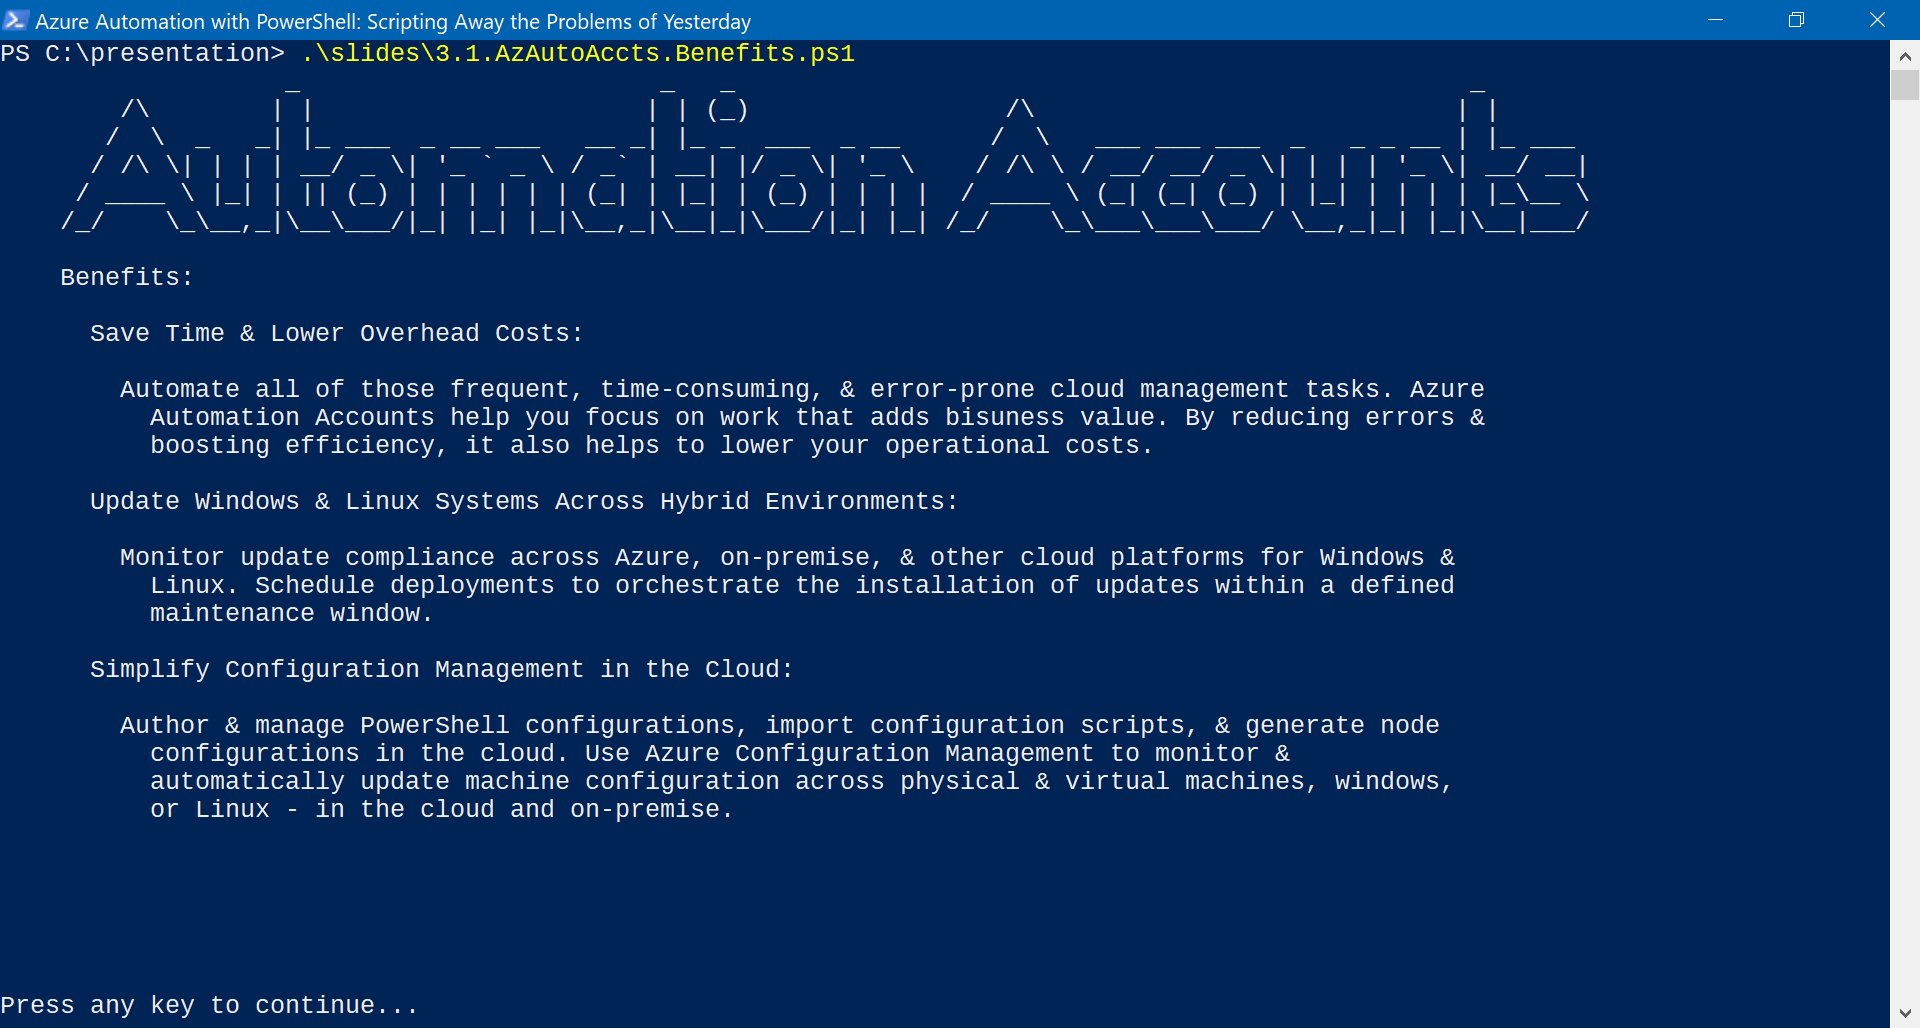 Azure Automation with PowerShell: Scripting Away the Problems of Yesterday
PS C:\presentation> .\slides\3.1.AzAutoAccts.Benefits.ps1
Automation Accounts
Benefits:
Save Time & Lower Overhead Costs:
Automate all of those frequent, time-consuming, & error-prone cloud management tasks. Azure
Automation Accounts help you focus on work that adds bisuness value. By reducing errors &
boosting efficiency, it also helps to lower your operational costs.
Update Windows & Linux Systems Across Hybrid Environments:
Monitor update compliance across Azure, on-premise, & other cloud platforms for Windows &
Linux. Schedule deployments to orchestrate the installation of updates within a defined
maintenance window.
Simplify Configuration Management in the Cloud:
Author & manage PowerShell configurations, import configuration scripts, & generate node
configurations in the cloud. Use Azure Configuration Management to monitor &
automatically update machine configuration across physical & virtual machines, windows,
or Linux - in the cloud and on-premise.
Press any key to continue...